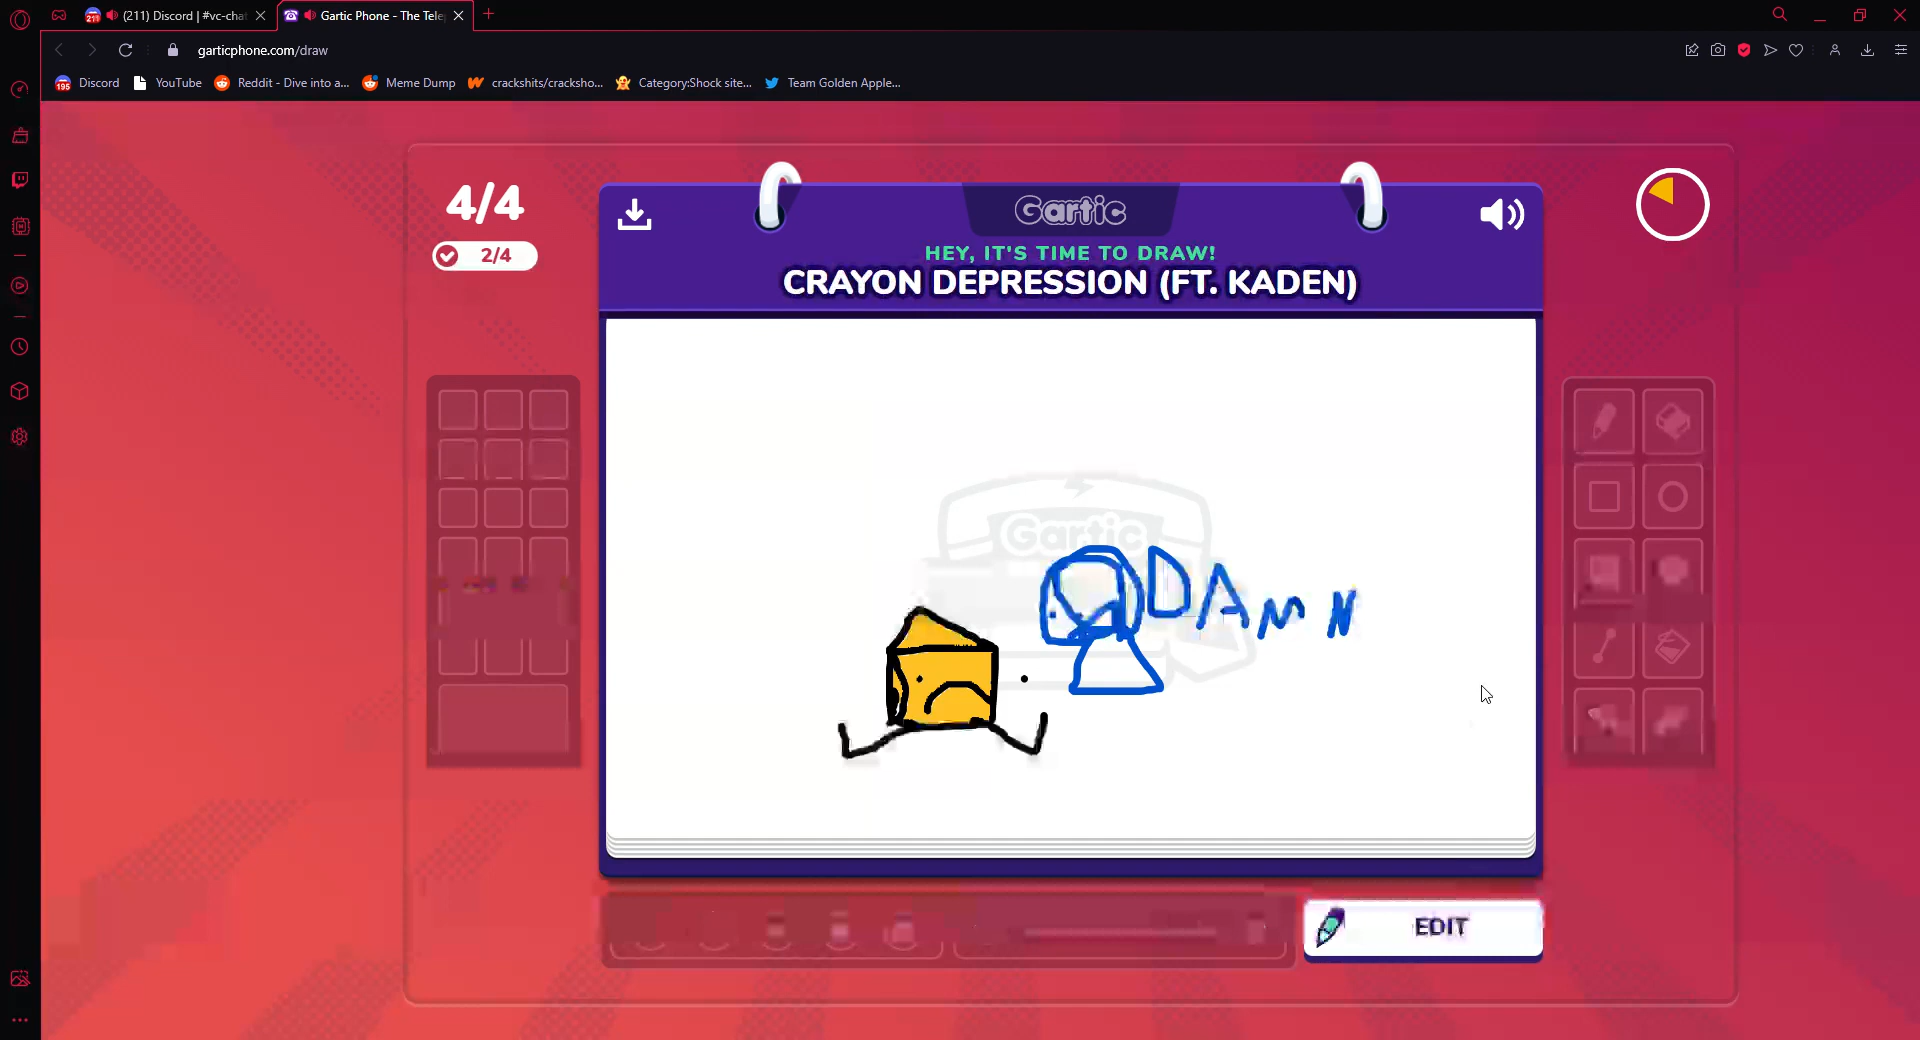 (211) Discord | #vc-cha
Gartic Phone - The Tele
garticphone.com/draw
Discord
YouTube
Reddit - Dive into a...
Meme Dump
crackshits/cracksho...
Category:Shock site...
Team Golden Apple...
4/4
2/4
Gartic
HEY, IT'S TIME TO DRAW!
CRAYON DEPRESSION (FT. KADEN)
Gartic
DAMN
EDIT